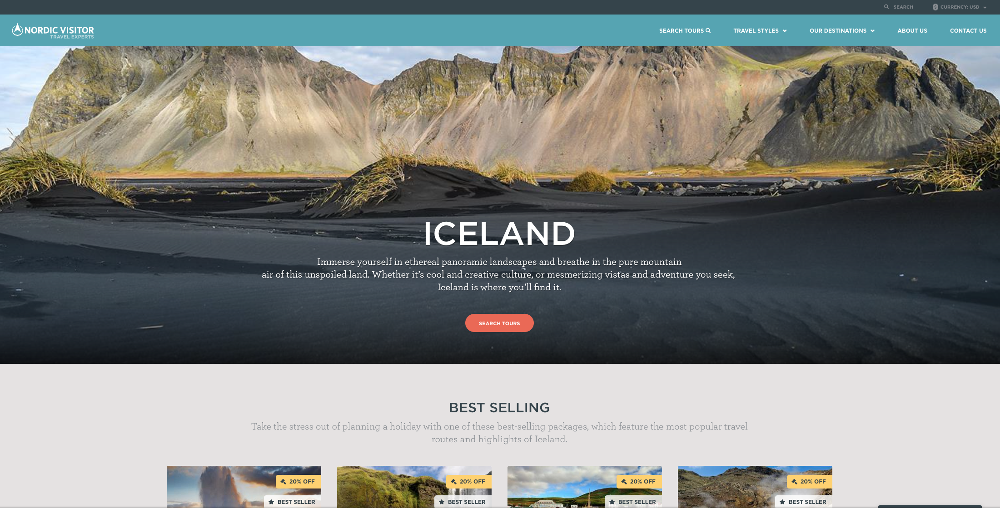 SEARCH
CURRENCY: USD
NORDIC VISITOR
TRAVEL EXPERTS
SEARCH TOURS
TRAVEL STYLES
OUR DESTINATIONS
ABOUT US
CONTACT US
ICELAND
Immerse yourself in ethereal panoramic landscapes and breathe in the pure mountain
air of this unspoiled land. Whether it’s cool and creative culture, or mesmerizing vistas and adventure you seek,
Iceland is where you’ll find it.
SEARCH TOURS
BEST SELLING
Take the stress out of planning a holiday with one of these best-selling packages, which feature the most popular travel
routes and highlights of Iceland.
20% OFF
BEST SELLER
20% OFF
BEST SELLER
20% OFF
BEST SELLER
20% OFF
BEST SELLER